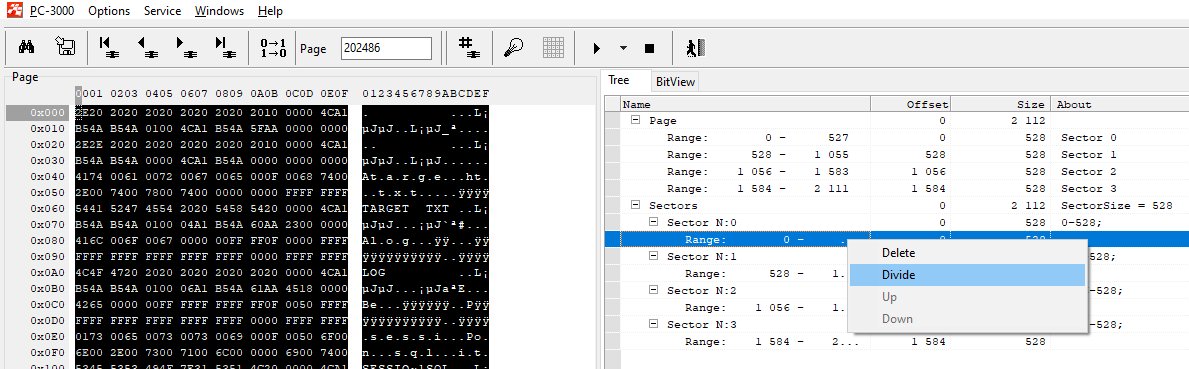 PC-3000 Options Service Windows Help
0→1
1→0
Page 202486
Page
0001 0203 0405 0607 0809 0A0B 0C0D 0E0F 0123456789ABCDEF
0x000 2E20 2020 2020 2020 2020 2010 0000 4CA1 . ...L¡
0x010 B54A B54A 0100 4CA1 B54A 5FAA 0000 0000 µJµJ..L¡µJ_ª....
0x020 2E2E 2020 2020 2020 2020 2010 0000 4CA1 .. ...L¡
0x030 B54A B54A 0000 4CA1 B54A 0000 0000 0000 µJµJ..L¡µJ......
0x040 4174 0061 0072 0067 0065 000F 0068 7400 At.a.r.g.e...ht.
0x050 2E00 7400 7800 7400 0000 0000 FFFF FFFF ..t.x.t.....ÿÿÿÿ
0x060 5441 5247 4554 2020 5458 5420 0000 4CA1 TARGET TXT ..L¡
0x070 B54A B54A 0100 04A1 B54A 60AA 2300 0000 µJµJ...¡µJ`ª#...
0x080 416C 006F 0067 0000 00FF FF0F 0000 FFFF Al.o.g...ÿÿ...ÿÿ
0x090 FFFF FFFF FFFF FFFF FFFF 0000 FFFF FFFF ÿÿÿÿÿÿÿÿÿÿ..ÿÿÿÿ
0x0A0 4C4F 4720 2020 2020 2020 2020 0000 4CA1 LOG ..L¡
0x0B0 B54A B54A 0100 06A1 B54A 61AA 4518 0000 µJµJ...¡µJaªE...
0x0C0 4265 0000 00FF FFFF FFFF FF0F 0050 FFFF Be...ÿÿÿÿÿÿ..Pÿÿ
0x0D0 FFFF FFFF FFFF FFFF FFFF 0000 FFFF FFFF ÿÿÿÿÿÿÿÿÿÿ..ÿÿÿÿ
0x0E0 0173 0065 0073 0073 0069 000F 0050 6F00 .s.e.s.s.i...Po.
0x0F0 6E00 2E00 7300 7100 6C00 0000 6900 7400 n...s.q.l...i.t.
Tree BitView
Name Offset Size About
Page 0 2 112
Range: 0 - 527 0 528 Sector 0
Range: 528 - 1 055 528 528 Sector 1
Range: 1 056 - 1 583 1 056 528 Sector 2
Range: 1 584 - 2 111 1 584 528 Sector 3
Sectors 0 2 112 SectorSize = 528
Sector N:0 0 528 0-528;
Range: 0 -
Sector N:1
Range: 528 - 1...
Sector N:2
Range: 1 056 - 1...
Sector N:3
Range: 1 584 - 2... 1 584 528
Delete
Divide
Up
Down